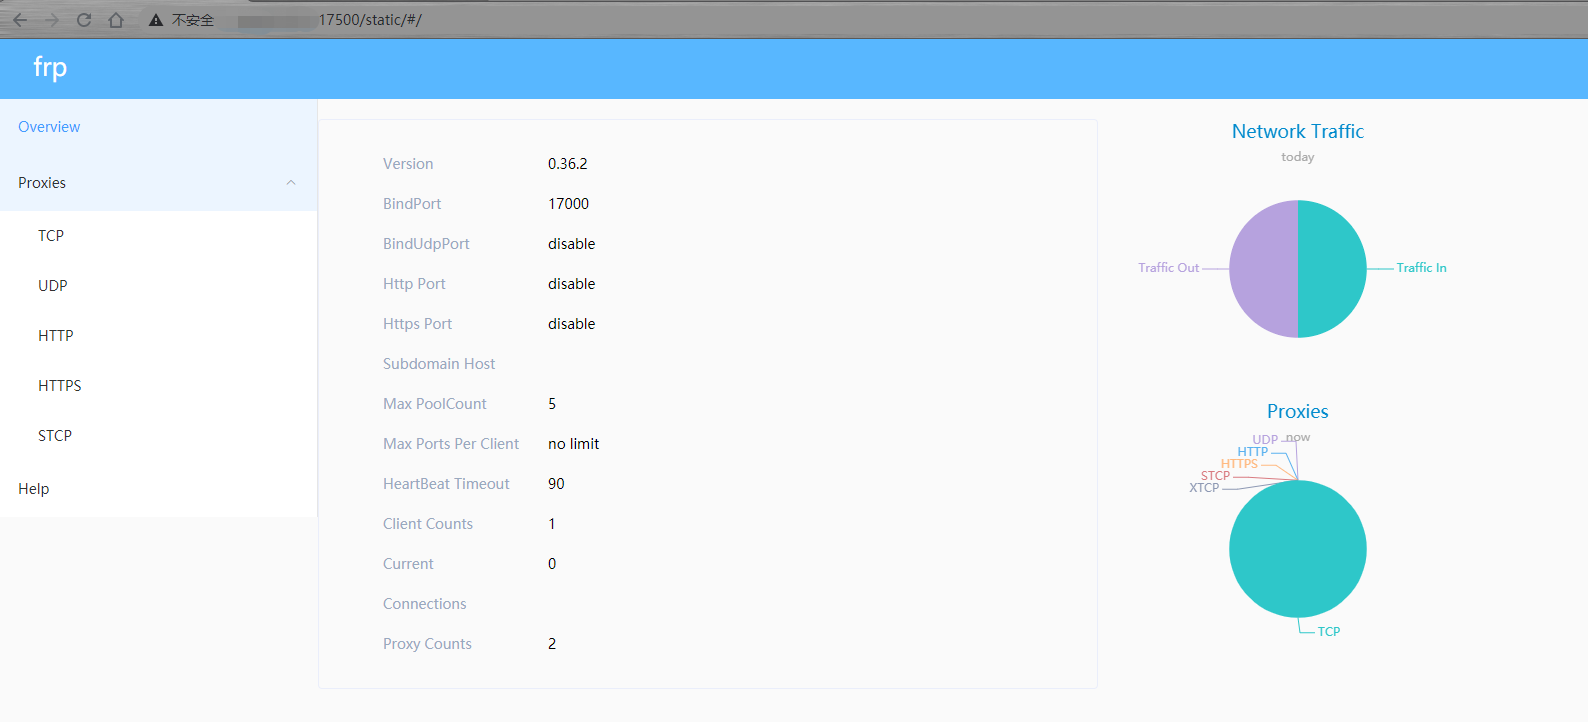 不安全 17500/static/#/
frp
Overview
Proxies
TCP
UDP
HTTP
HTTPS
STCP
Help
Version 0.36.2
BindPort 17000
BindUdpPort disable
Http Port disable
Https Port disable
Subdomain Host
Max PoolCount 5
Max Ports Per Client no limit
HeartBeat Timeout 90
Client Counts 1
Current 0
Connections
Proxy Counts 2
Network Traffic
today
Traffic Out
Traffic In
Proxies
now
UDP
HTTP
HTTPS
STCP
XTCP
TCP